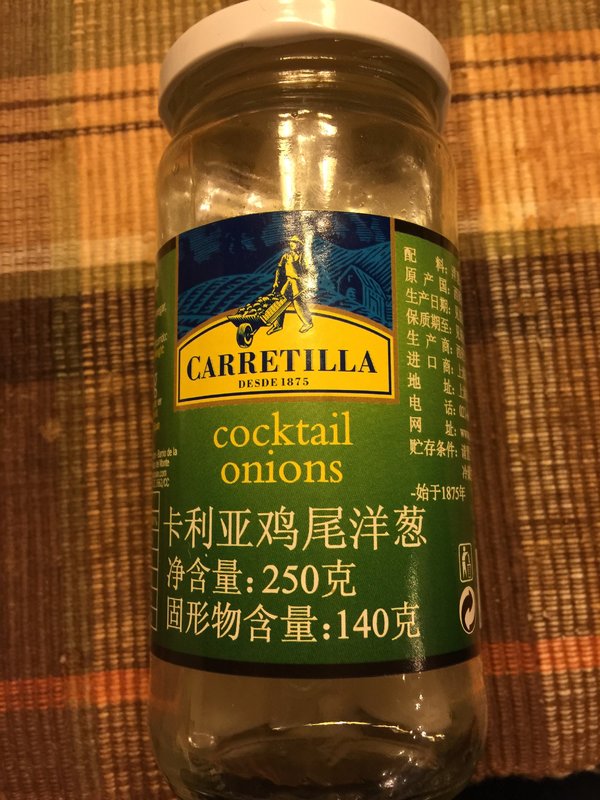 CARRETILLA
DESDE 1875
cocktail
onions
卡利亚鸡尾洋葱
净含量:250克
固形物含量:140克
配 料:
原 产 国:
生产日期:
保质期至:
生 产 商:
进 口 商:
地 址:
电 话:
网 址:
贮存条件:
-始于1875年